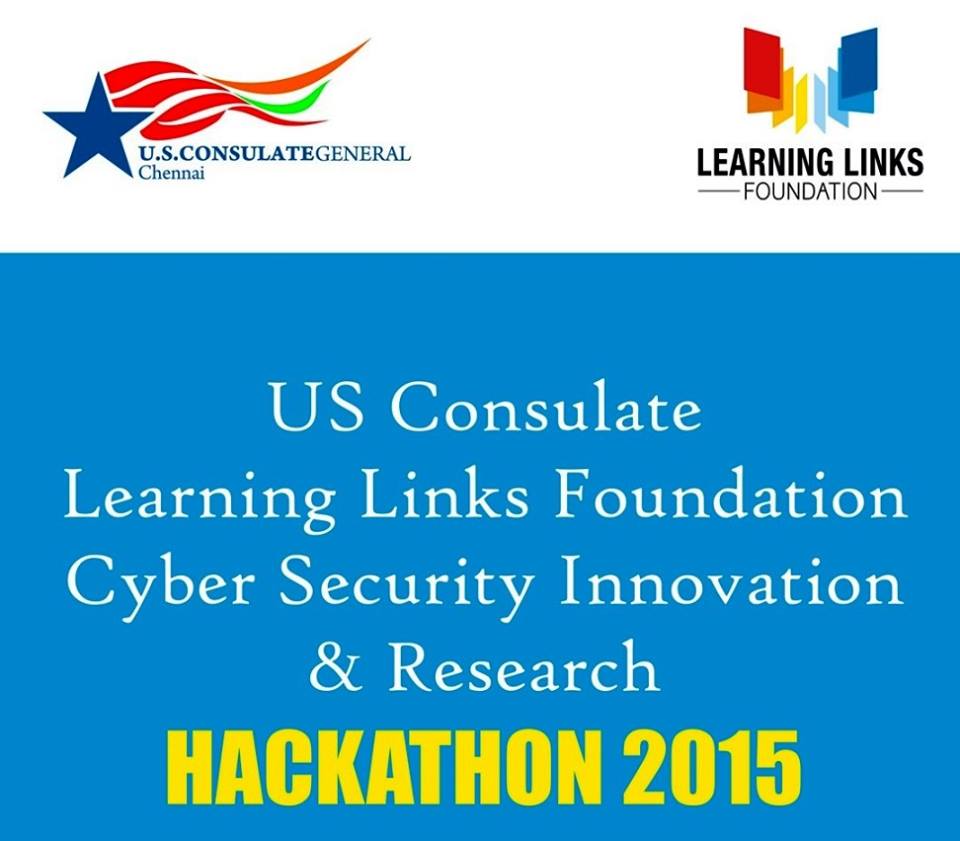 U.S.CONSULATEGENERAL
Chennai
LEARNING LINKS
FOUNDATION
US Consulate
Learning Links Foundation
Cyber Security Innovation
& Research
HACKATHON 2015